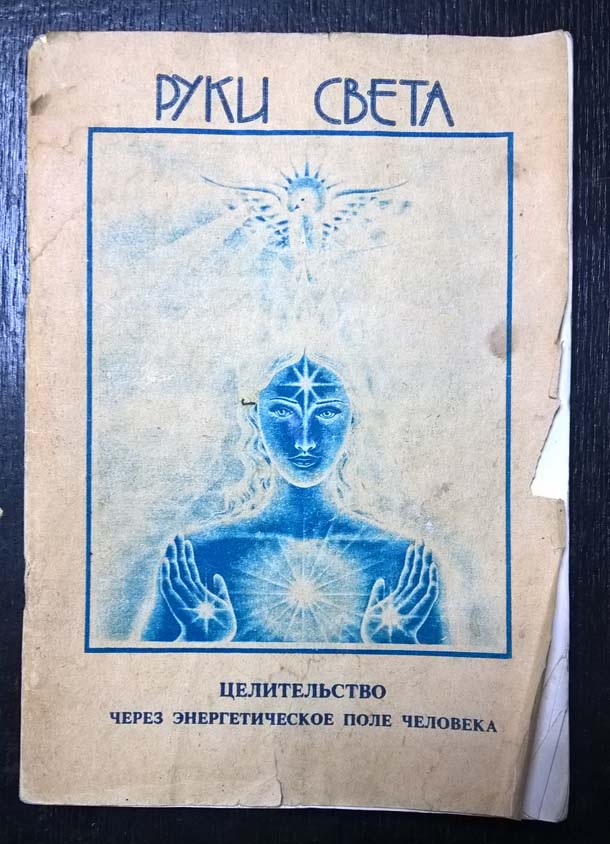 РУКИ СВЕТА
ЦЕЛИТЕЛЬСТВО
ЧЕРЕЗ ЭНЕРГЕТИЧЕСКОЕ ПОЛЕ ЧЕЛОВЕКА